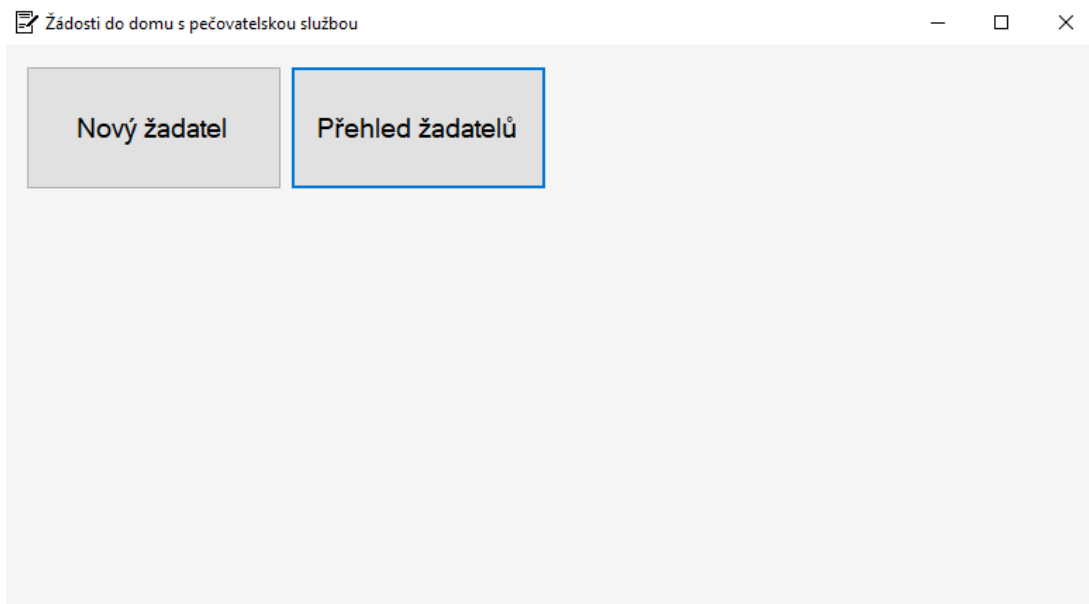 Žádosti do domu s pečovatelskou službou
Nový žadatel
Přehled žadatelů